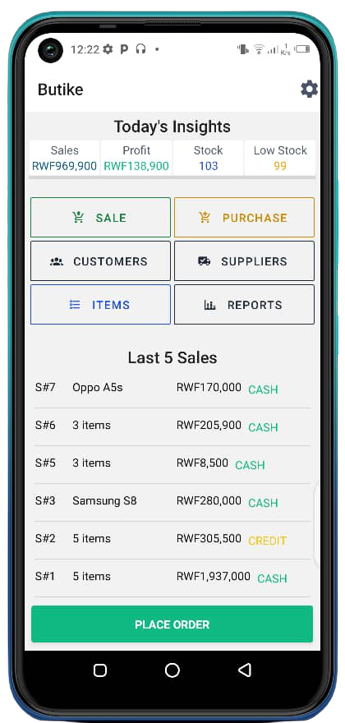 12:22 P
1 K/s
Butike
Today's Insights
Sales Profit Stock Low Stock
RWF969,900 RWF138,900 103 99
SALE PURCHASE
CUSTOMERS SUPPLIERS
ITEMS REPORTS
Last 5 Sales
S#7 Oppo A5s RWF170,000 CASH
S#6 3 items RWF205,900 CASH
S#5 3 items RWF8,500 CASH
S#3 Samsung S8 RWF280,000 CASH
S#2 5 items RWF305,500 CREDIT
S#1 5 items RWF1,937,000 CASH
PLACE ORDER